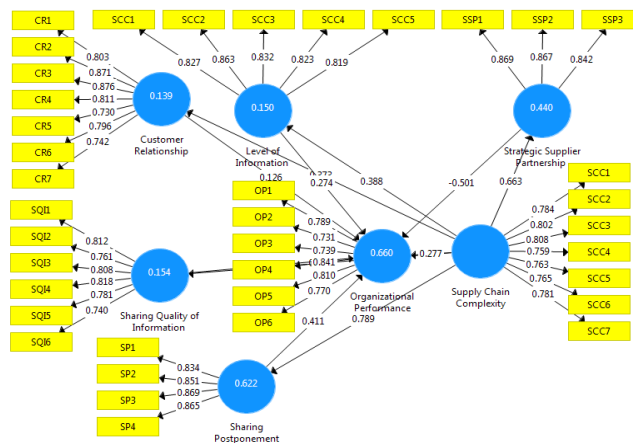 CR1
SCC1
SCC2
SCC3
SCC4
SCC5
SSP1
SSP2
SSP3
CR2
CR3
CR4
CR5
CR6
CR7
0.803
0.871
0.876
0.811
0.730
0.796
0.742
0.827
0.863
0.832
0.823
0.819
0.869
0.867
0.842
0.139
Customer
Relationship
0.150
Level of
Information
0.440
Strategic Supplier
Partnership
0.126
0.274
0.388
-0.501
0.663
OP1
OP2
OP3
OP4
OP5
OP6
0.789
0.731
0.739
0.841
0.810
0.770
0.660
Organizational
Performance
0.277
Supply Chain
Complexity
0.784
0.802
0.808
0.759
0.763
0.765
0.781
SCC1
SCC2
SCC3
SCC4
SCC5
SCC6
SCC7
SQI1
SQI2
SQI3
SQI4
SQI5
SQI6
0.812
0.761
0.808
0.818
0.781
0.740
0.154
Sharing Quality of
Information
0.411
0.789
SP1
SP2
SP3
SP4
0.834
0.851
0.869
0.865
0.622
Sharing
Postponement